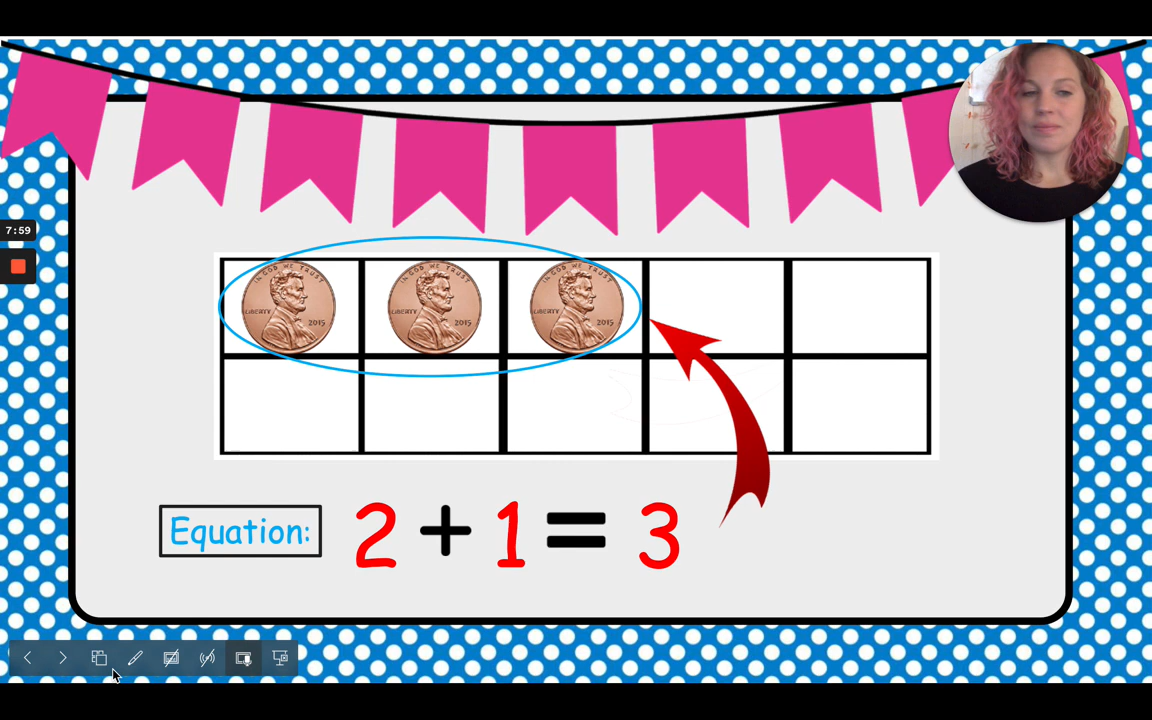 7:59
IN GOD WE TRUST IN GOD WE TRUST IN GOD WE TRUST
LIBERTY 2015 LIBERTY 2015 LIBERTY 2015
Equation: 2 + 1 = 3